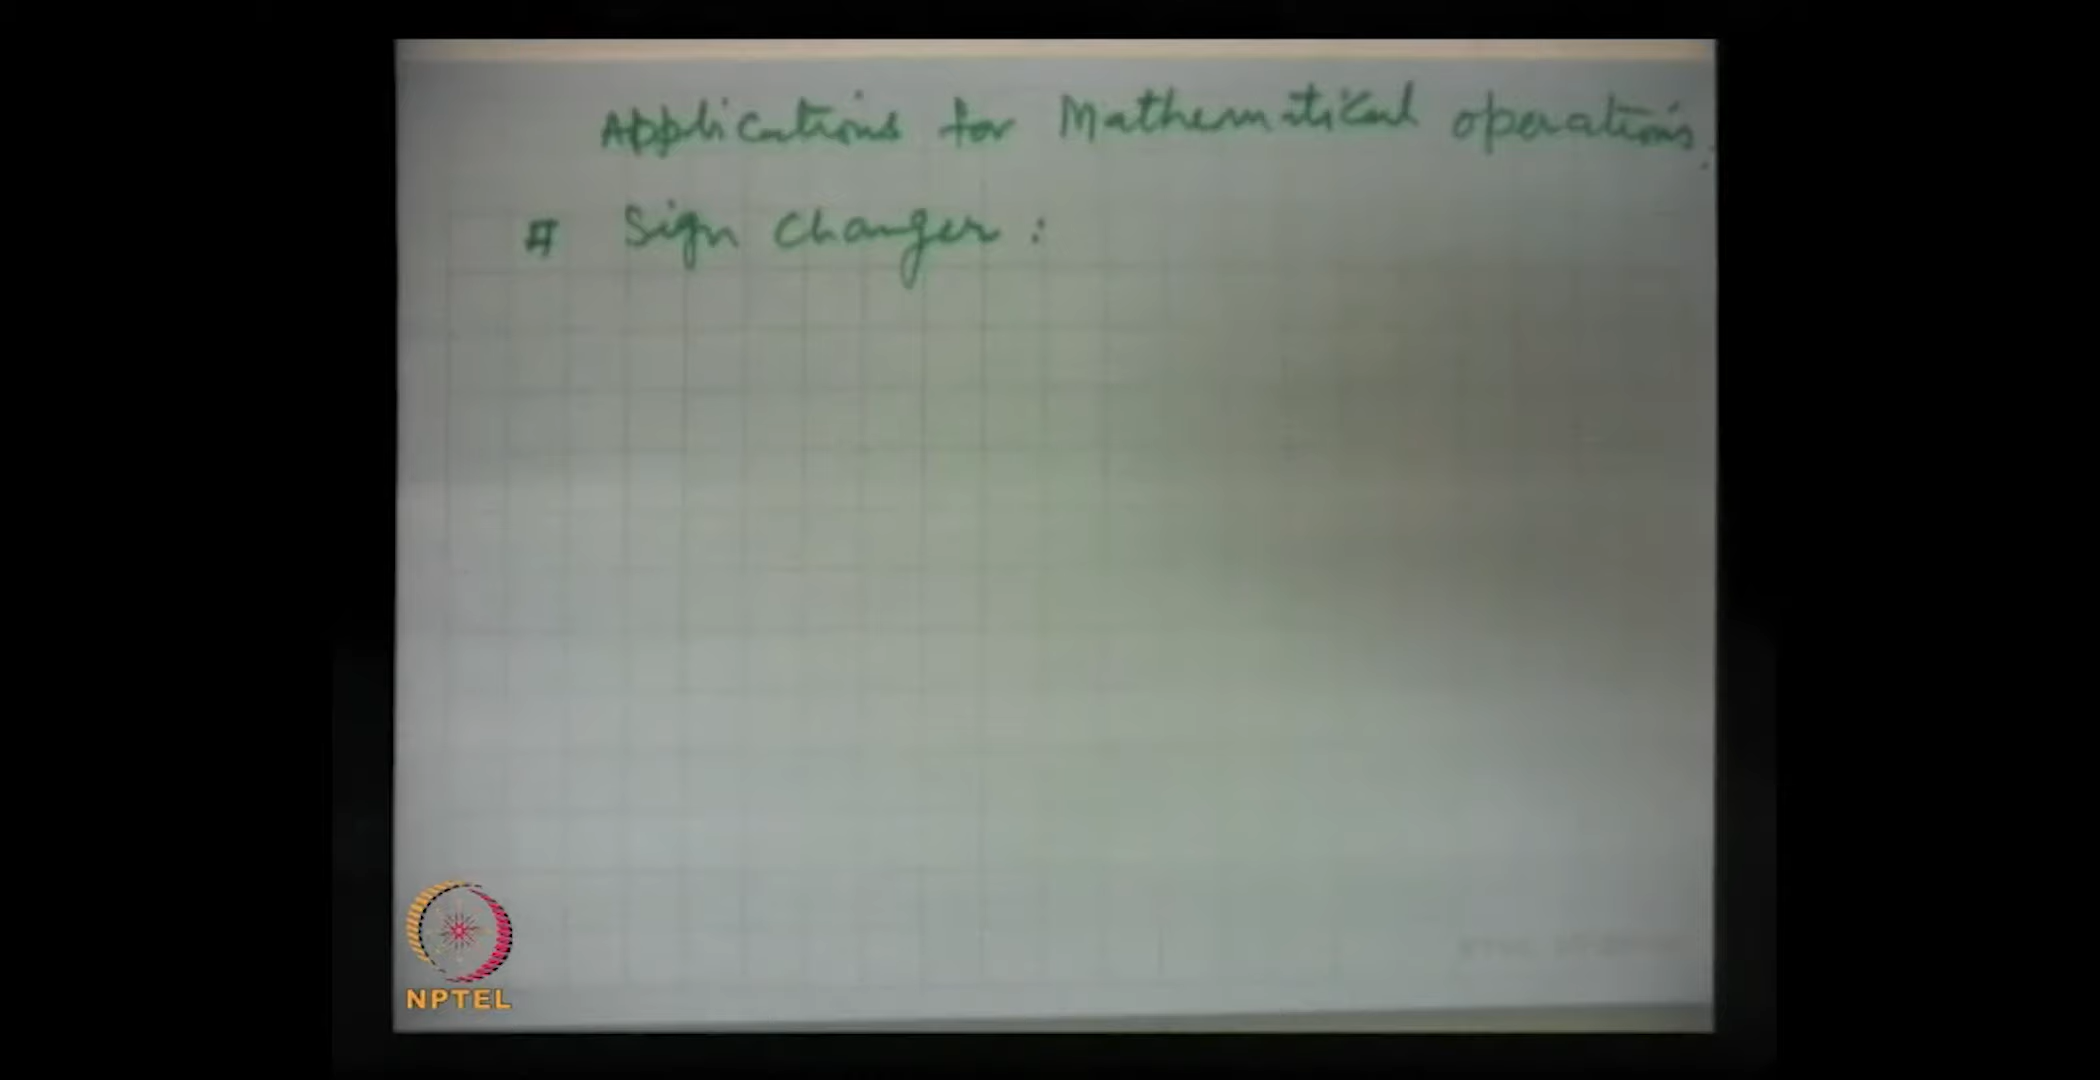 Applications for Mathematical operations.
# Sign Changer :
NPTEL